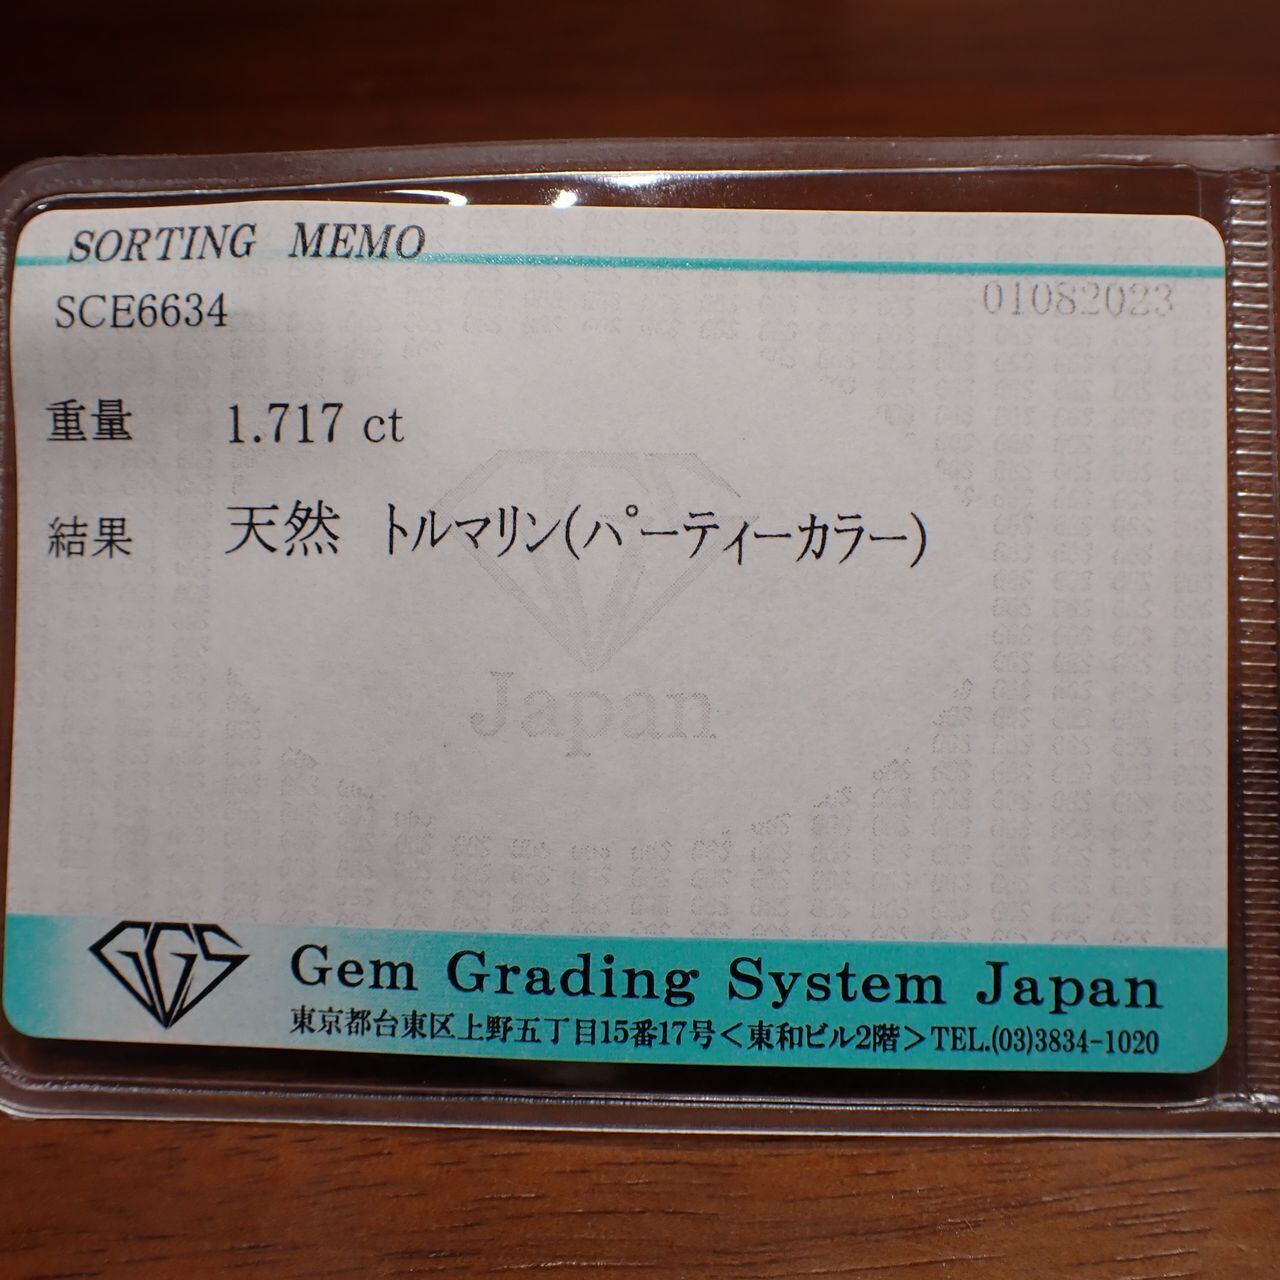 SORTING MEMO
SCE6634
01082023
重量 1.717 ct
結果 天然 トルマリン(パーティーカラー)
Japan
GGS
Gem Grading System Japan
東京都台東区上野五丁目15番17号<東和ビル2階>TEL.(03)3834-1020